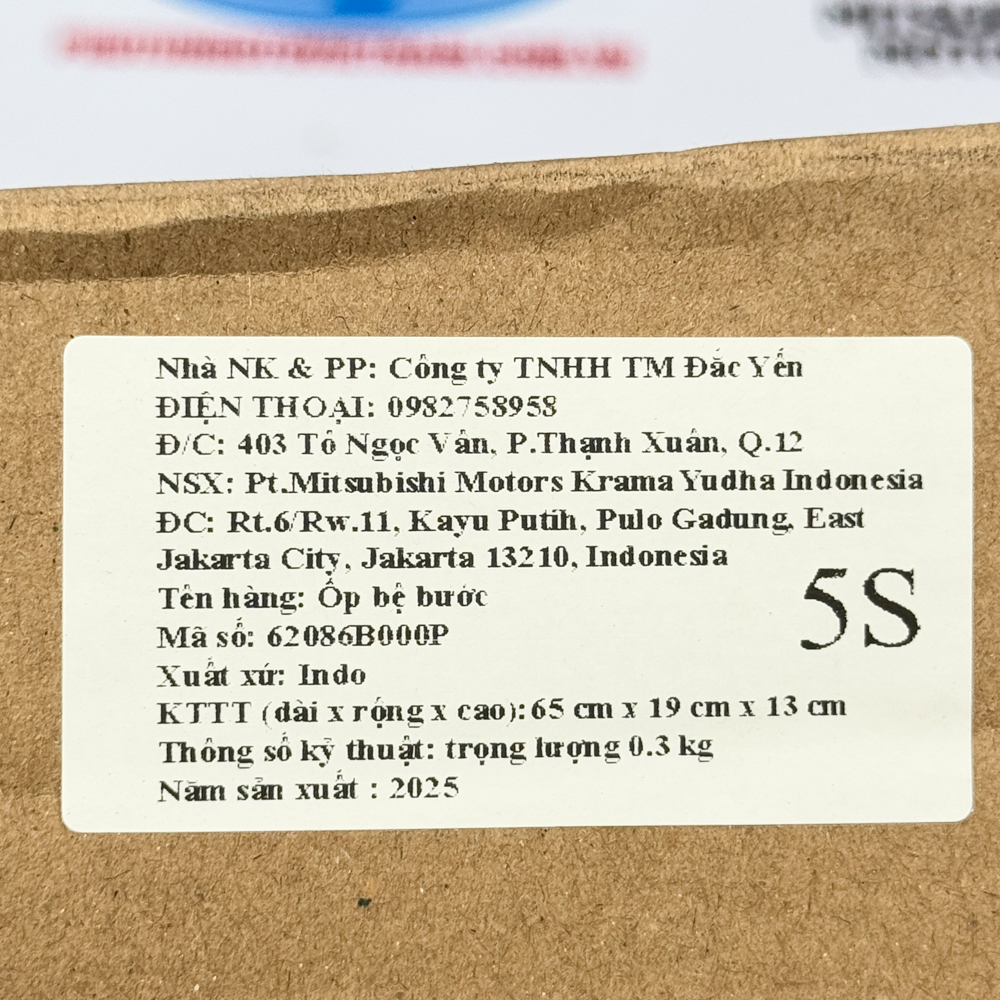 Nhà NK & PP: Công ty TNHH TM Đắc Yến
ĐIỆN THOẠI: 0982758958
Đ/C: 403 Tô Ngọc Vân, P.Thạnh Xuân, Q.12
NSX: Pt.Mitsubishi Motors Krama Yudha Indonesia
ĐC: Rt.6/Rw.11, Kayu Putih, Pulo Gadung, East
Jakarta City, Jakarta 13210, Indonesia
Tên hàng: Ốp bệ bước
Mã số: 62086B000P
5S
Xuất xứ: Indo
KTTT (dài x rộng x cao): 65 cm x 19 cm x 13 cm
Thông số kỹ thuật: trọng lượng 0.3 kg
Năm sản xuất : 2025